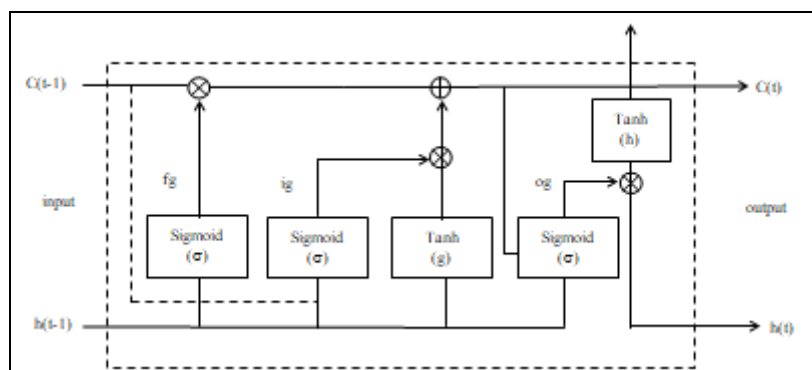 C(t-1)
C(t)
Tanh
(h)
fg
ig
og
input
output
Sigmoid
(σ)
Sigmoid
(σ)
Tanh
(g)
Sigmoid
(σ)
h(t-1)
h(t)